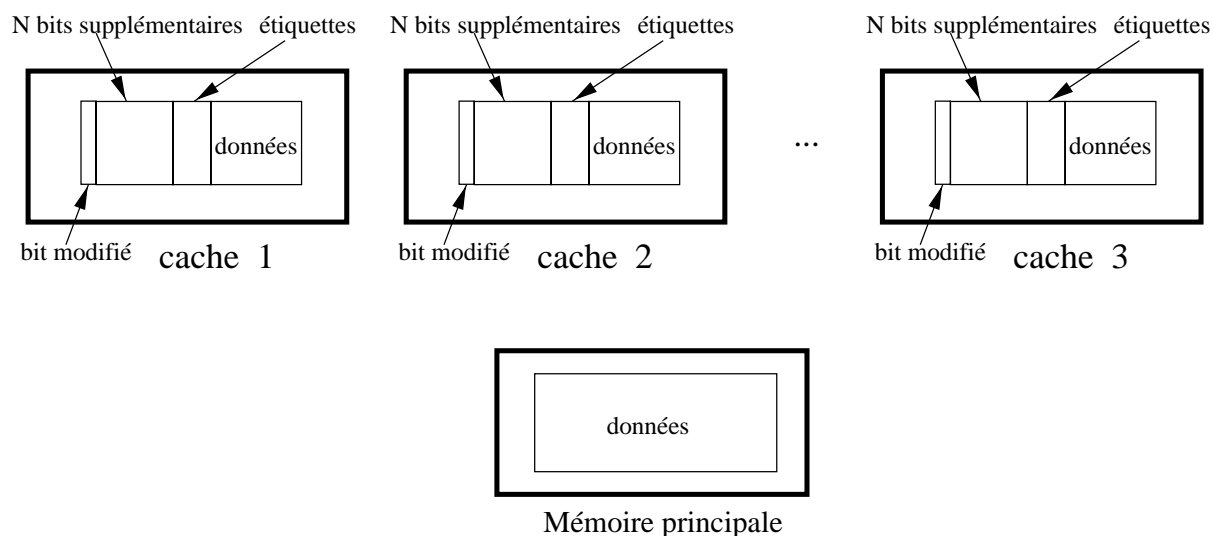 N bits supplémentaires étiquettes N bits supplémentaires étiquettes N bits supplémentaires étiquettes
données données ... données
bit modifié cache 1 bit modifié cache 2 bit modifié cache 3
données
Mémoire principale